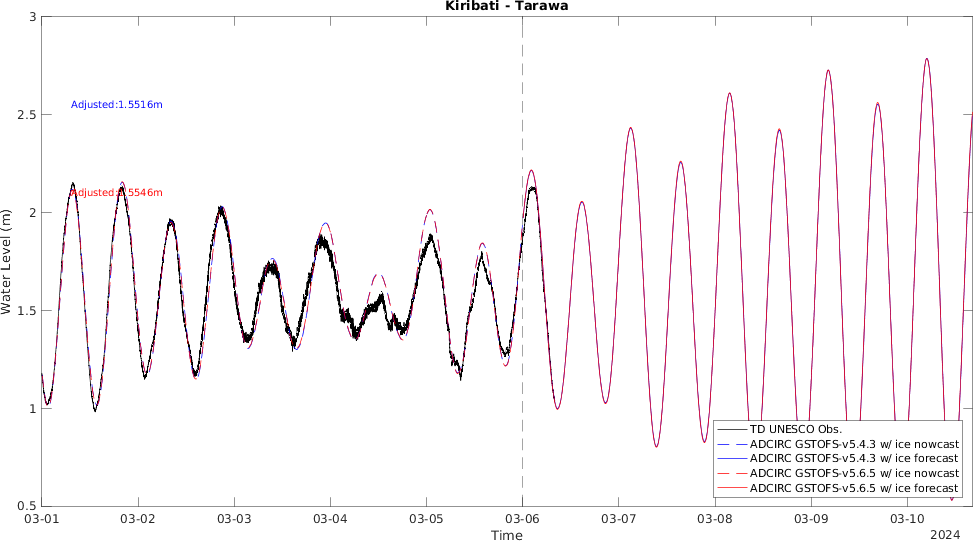 Kiribati - Tarawa
3
2.5
2
1.5
1
0.5
Water Level (m)
Adjusted:1.5516m
Adjusted:1.5546m
TD UNESCO Obs.
ADCIRC GSTOFS-v5.4.3 w/ ice nowcast
ADCIRC GSTOFS-v5.4.3 w/ ice forecast
ADCIRC GSTOFS-v5.6.5 w/ ice nowcast
ADCIRC GSTOFS-v5.6.5 w/ ice forecast
03-01 03-02 03-03 03-04 03-05 03-06 03-07 03-08 03-09 03-10
Time
2024